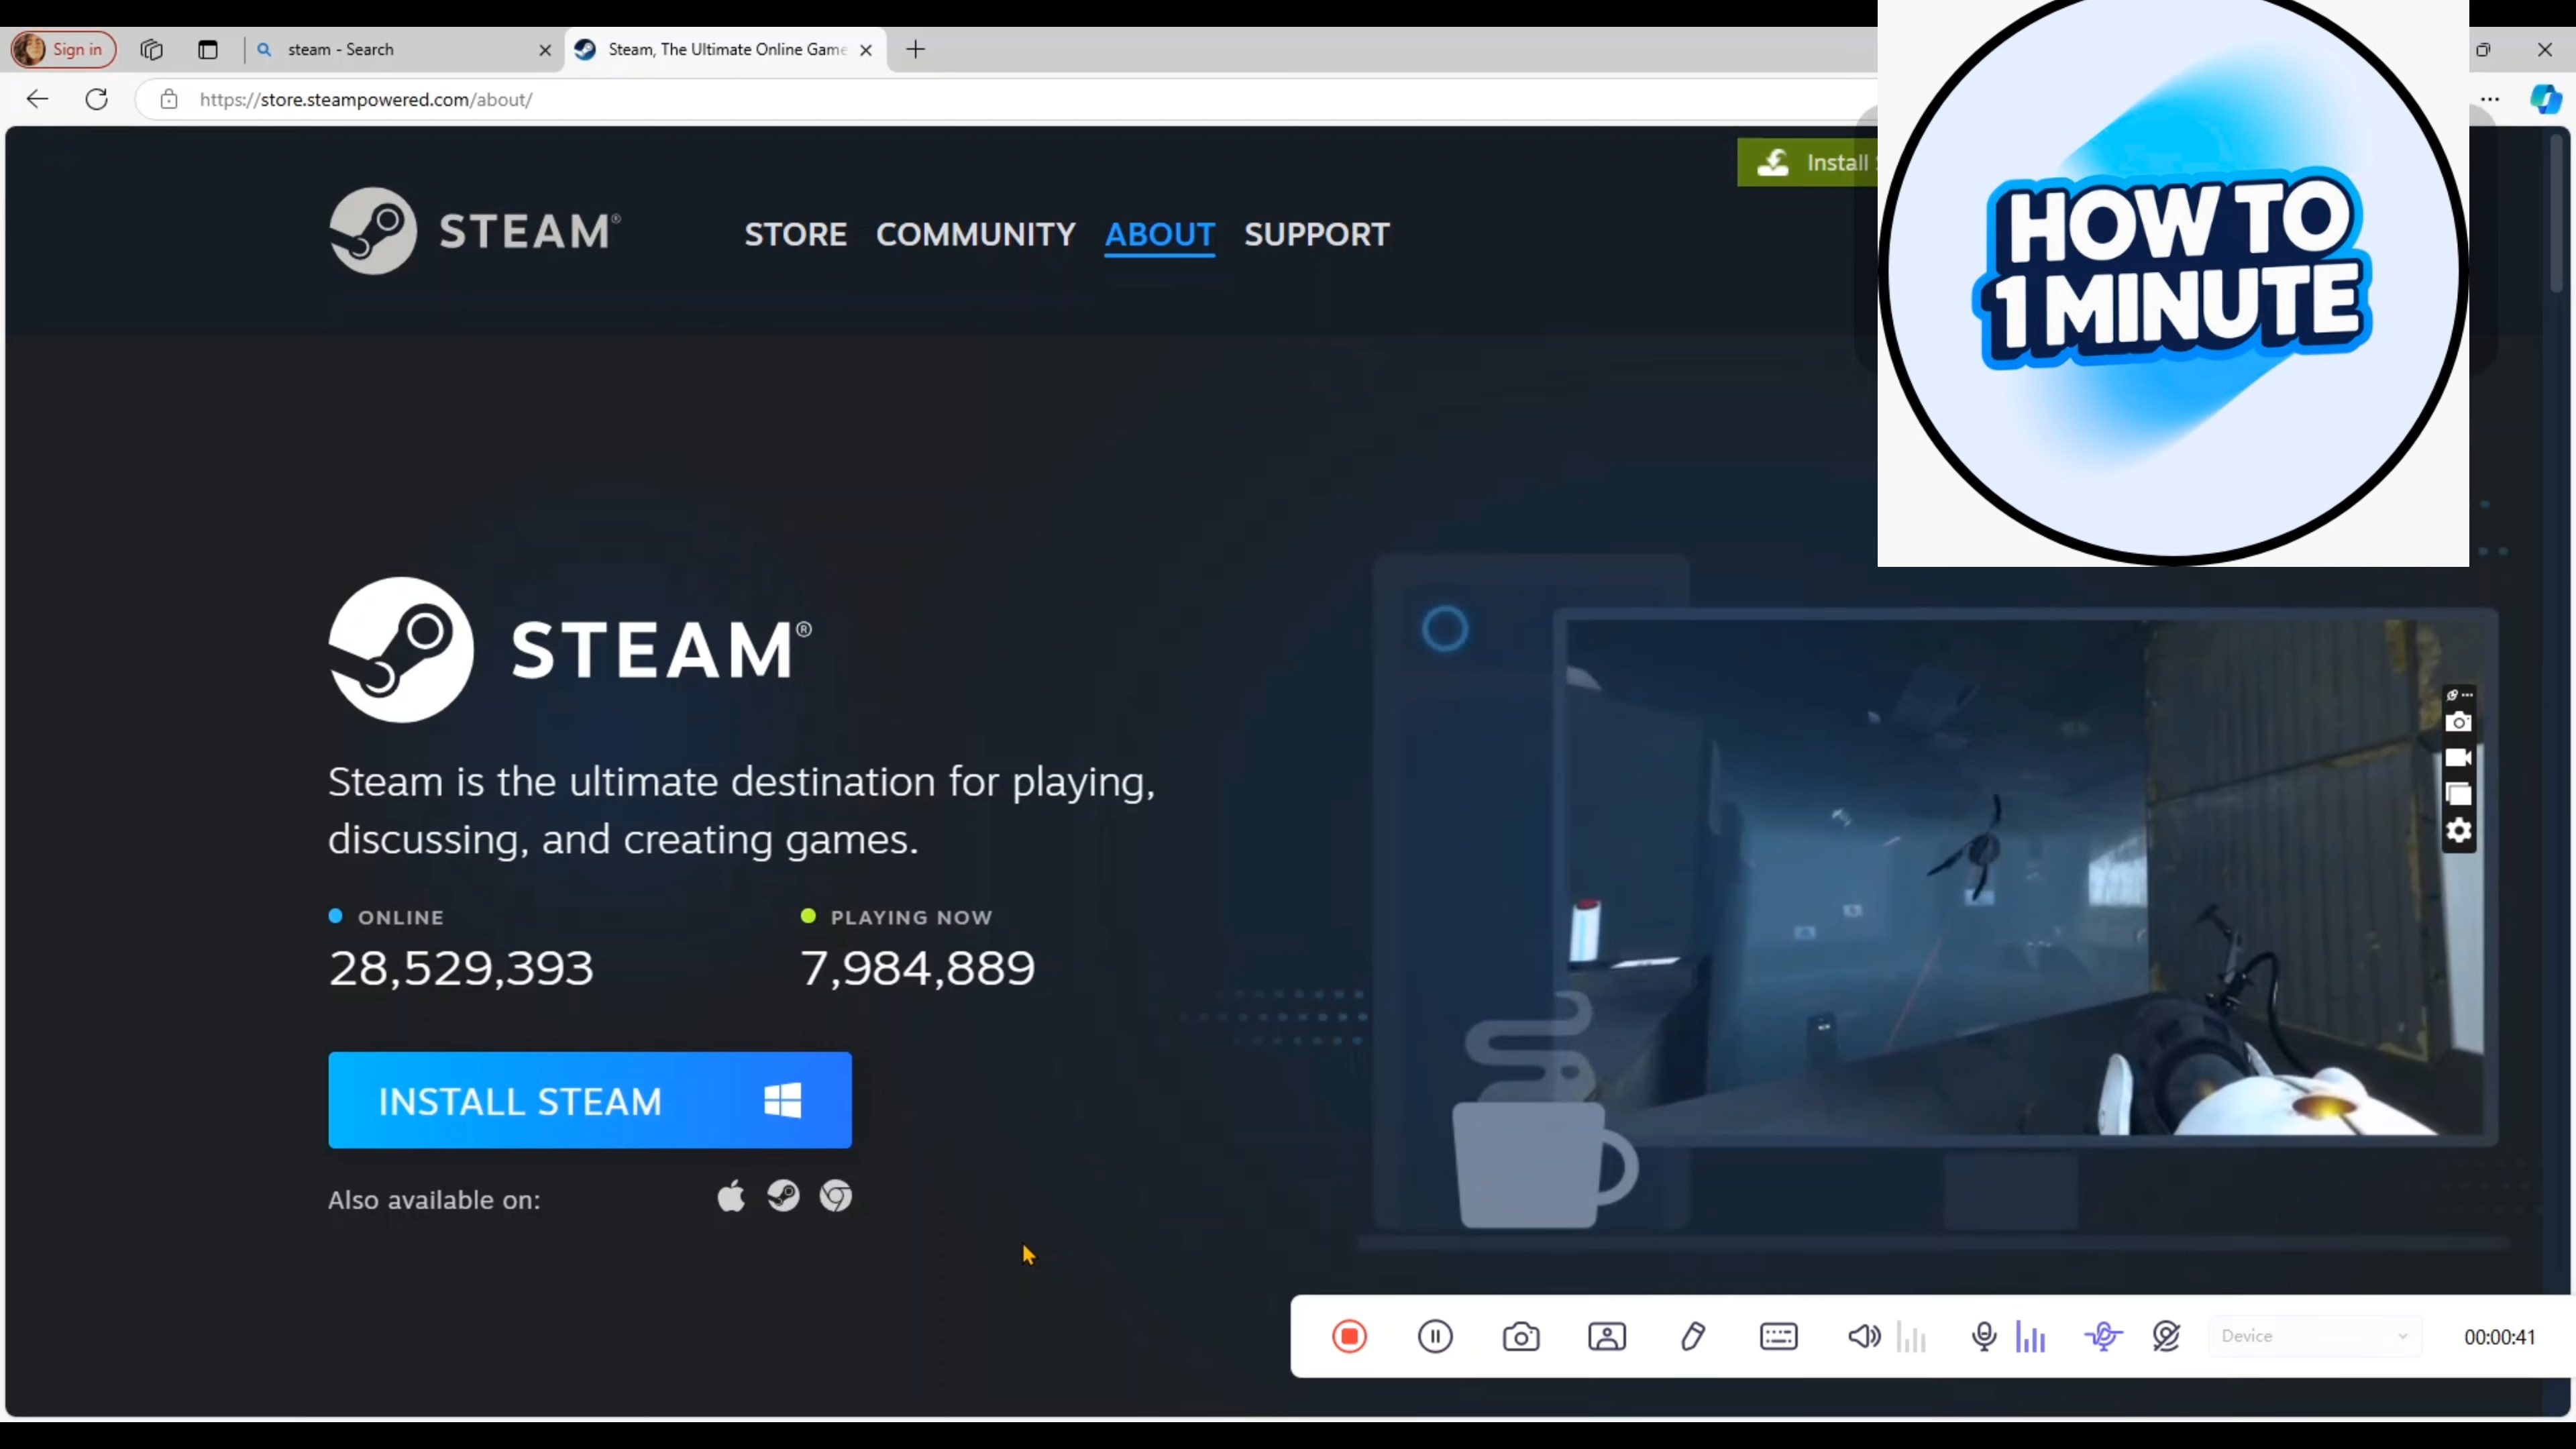 Sign in
steam - Search
Steam, The Ultimate Online Game
https://store.steampowered.com/about/
Install
HOW TO
1 MINUTE
STEAM®
STORE COMMUNITY ABOUT SUPPORT
STEAM®
Steam is the ultimate destination for playing,
discussing, and creating games.
ONLINE
28,529,393
PLAYING NOW
7,984,889
INSTALL STEAM
Also available on:
Device
00:00:41